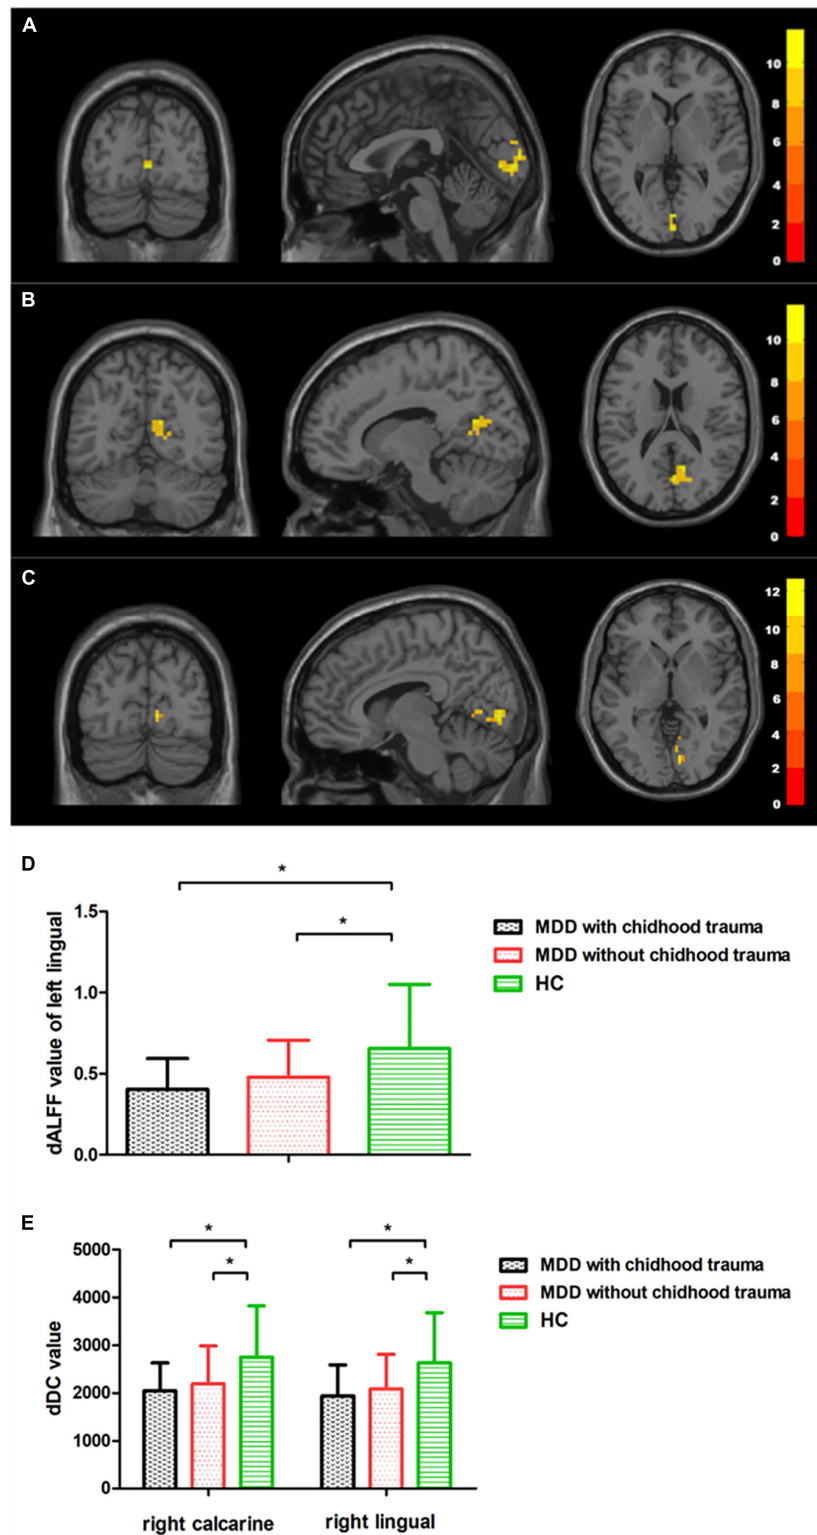 A
10
8
6
4
2
0
B
10
8
6
4
2
0
C
12
10
8
6
4
2
0
D
*
*
dALFF value of left lingual
1.5
1.0
0.5
0.0
MDD with chidhood trauma
MDD without chidhood trauma
HC
E
* *
* *
dDC value
5000
4000
3000
2000
1000
0
MDD with chidhood trauma
MDD without chidhood trauma
HC
right calcarine right lingual